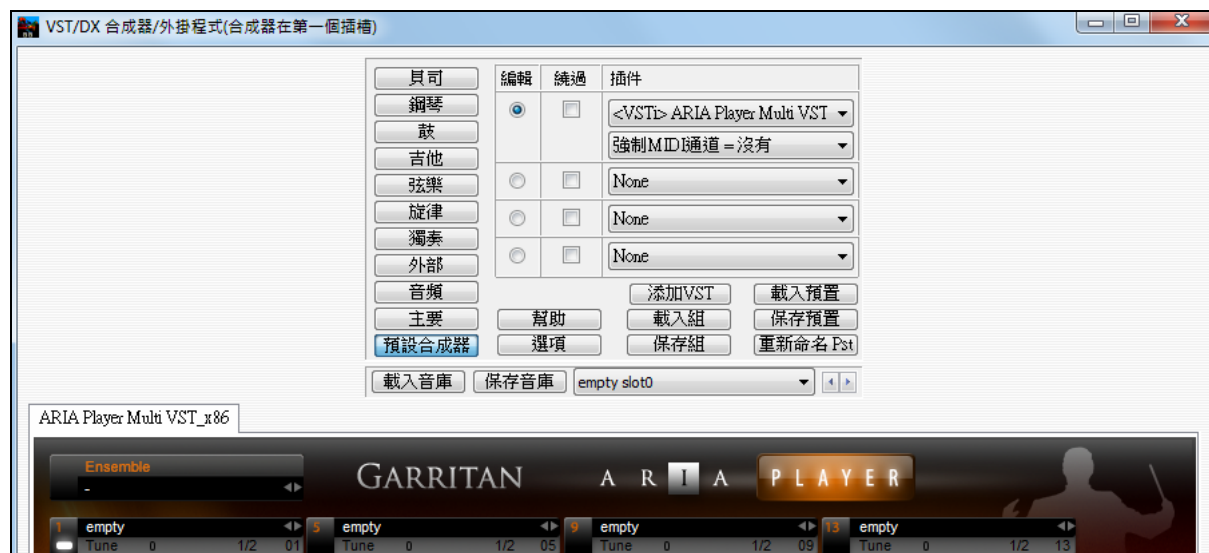 VST/DX 合成器/外掛程式(合成器在第一個插槽)
貝司
編輯 繞過 插件
鋼琴
<VSTi> ARIA Player Multi VST
鼓
強制MIDI通道 = 沒有
吉他
弦樂
None
旋律
None
獨奏
外部
None
音頻
添加VST 載入預置
主要
幫助 載入組 保存預置
預設合成器
選項 保存組 重新命名 Pst
載入音庫 保存音庫 empty slot0
ARIA Player Multi VST_x86
Ensemble
-
GARRITAN ARIA PLAYER
1 empty 5 empty 9 empty 13 empty
Tune 0 1/2 01 Tune 0 1/2 05 Tune 0 1/2 09 Tune 0 1/2 13